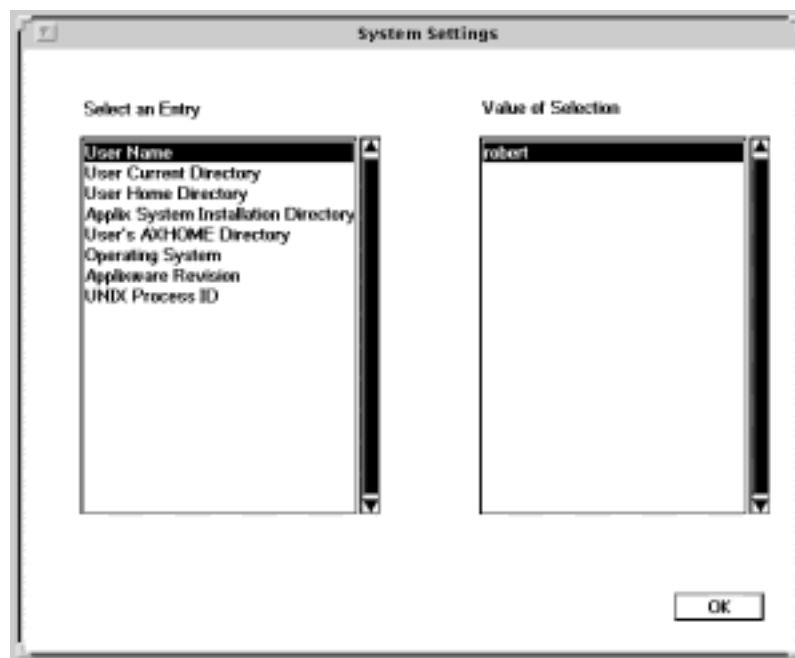 System Settings
Select an Entry
Value of Selection
User Name
User Current Directory
User Home Directory
Applix System Installation Directory
User's AXHOME Directory
Operating System
Applixware Revision
UNIX Process ID
robert
OK